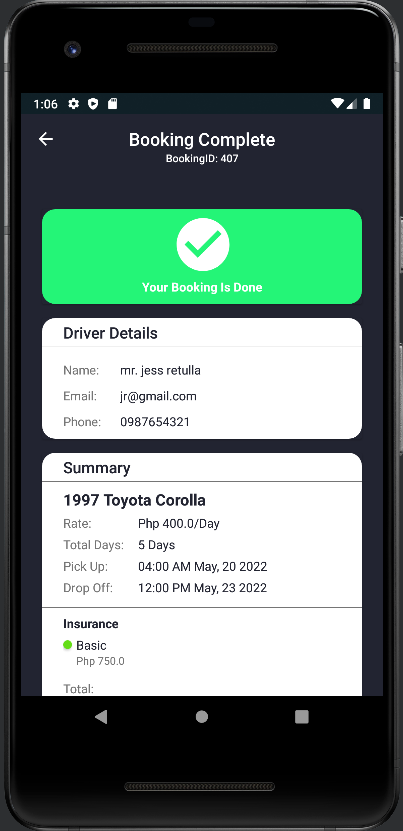 1:06
Booking Complete
BookingID: 407
Your Booking Is Done
Driver Details
Name: mr. jess retulla
Email: jr@gmail.com
Phone: 0987654321
Summary
1997 Toyota Corolla
Rate: Php 400.0/Day
Total Days: 5 Days
Pick Up: 04:00 AM May, 20 2022
Drop Off: 12:00 PM May, 23 2022
Insurance
Basic
Php 750.0
Total: